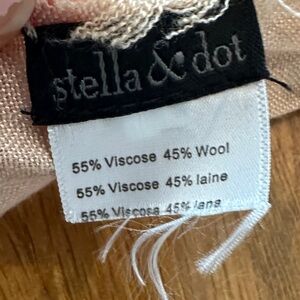 stella & dot
55% Viscose 45% Wool
55% Viscose 45% laine
55% Viscosa 45% lana